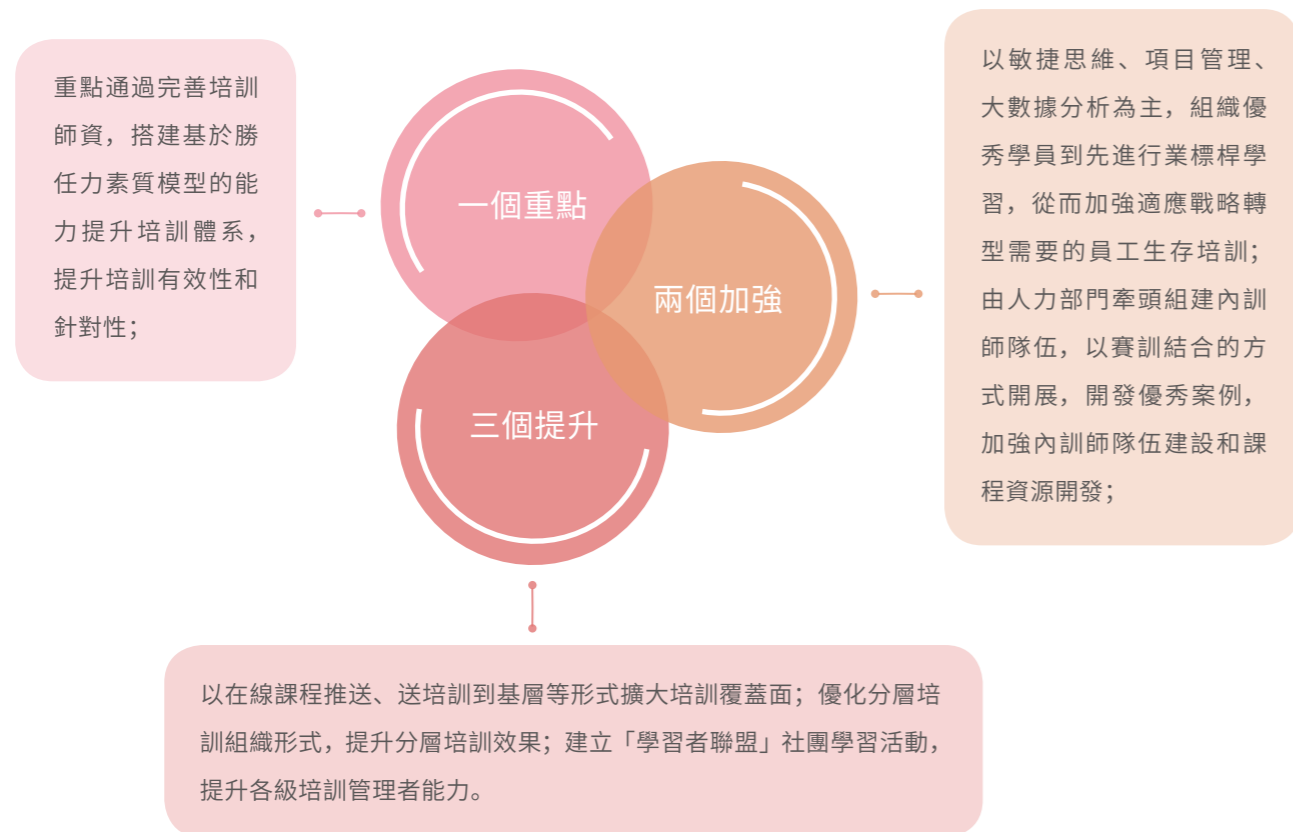 重點通過完善培訓
師資，搭建基於勝
任力素質模型的能
力提升培訓體系，
提升培訓有效性和
針對性；
一個重點
兩個加強
三個提升
以敏捷思維、項目管理、
大數據分析為主，組織優
秀學員到先進行業標桿學
習，從而加強適應戰略轉
型需要的員工生存培訓；
由人力部門牽頭組建內訓
師隊伍，以賽訓結合的方
式開展，開發優秀案例，
加強內訓師隊伍建設和課
程資源開發；
以在線課程推送、送培訓到基層等形式擴大培訓覆蓋面；優化分層培
訓組織形式，提升分層培訓效果；建立「學習者聯盟」社團學習活動，
提升各級培訓管理者能力。